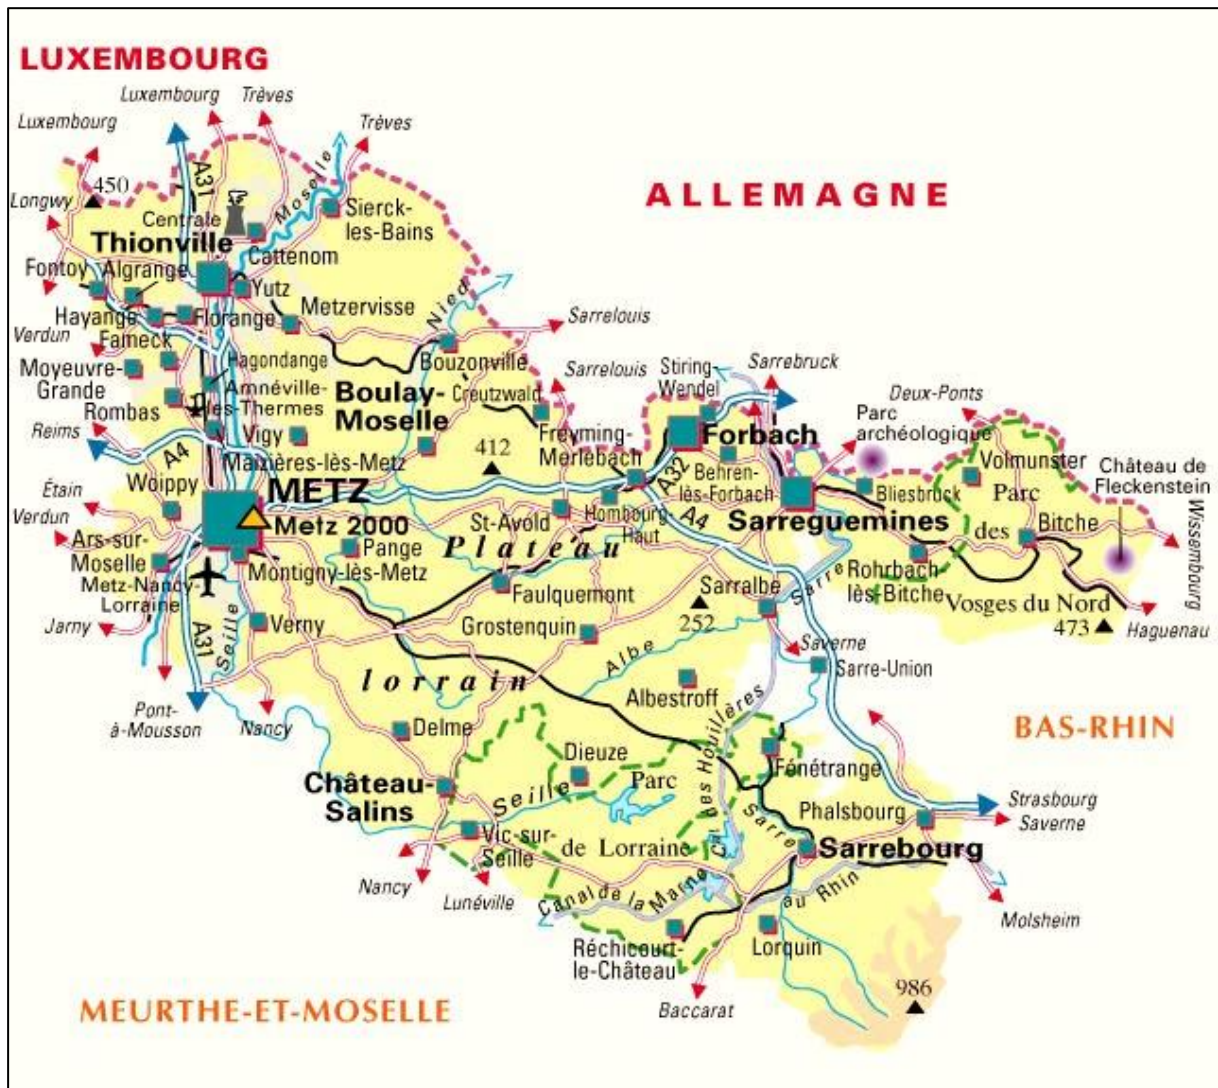 LUXEMBOURG
Luxembourg
Trèves
Luxembourg
Trèves
Longwy
450
A31
Moselle
ALLEMAGNE
Centrale
Sierck-
les-Bains
Thionville
Cattenom
Fontoy
Algrange
Yutz
Hayange
Florange
Metzervisse
Nied
Sarrelouis
Verdun
Fameck
Moyeuvre-
Grande
Hagondange
Bouzonville
Amnéville-
les-Thermes
Rombas
Boulay-
Moselle
Creutzwald
Sarrelouis
Stiring-
Wendel
Sarrebruck
Deux-Ponts
Reims
A4
Vigy
Maizières-lès-Metz
412
Freyming-
Merlebach
Forbach
A32
Behren-
lès-Forbach
Parc
archéologique
Volmunster
Château de
Fleckenstein
Woippy
Étain
Verdun
METZ
Metz 2000
St-Avold
Hombourg-
Haut
A4
Sarreguemines
Bliesbruck
Parc
des
Vosges du Nord
Bitche
Wissembourg
Ars-sur-
Moselle
Pange
Plateau
lorrain
Montigny-lès-Metz
Metz-Nancy-
Lorraine
Faulquemont
Sarralbe
Sarre
Rohrbach
lès-Bitche
473
Haguenau
Jarny
A31
Seille
Verny
Grostenquin
252
Albe
Saverne
Sarre-Union
Albestroff
Pont-
à-Mousson
Nancy
Delme
BAS-RHIN
Château-
Salins
Dieuze
Seille
Parc
de Lorraine
Cal des Houillères
Fénétrange
Phalsbourg
Strasbourg
Saverne
Vic-sur-
Seille
Sarre
Sarrebourg
Nancy
Lunéville
Canal de la Marne
au Rhin
Molsheim
Réchicourt-
le-Château
Lorquin
Baccarat
986
MEURTHE-ET-MOSELLE